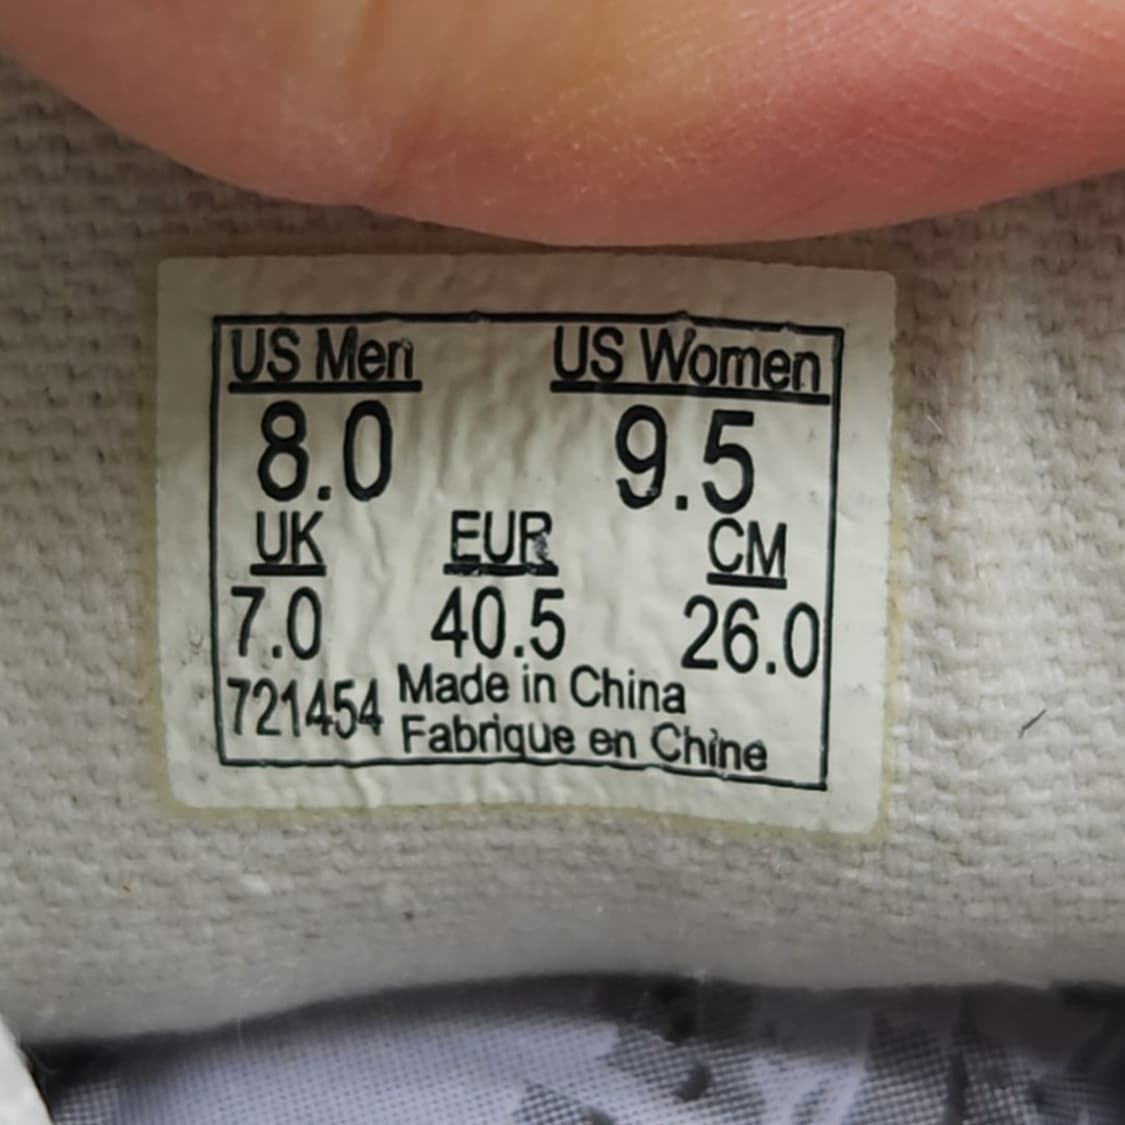 US Men US Women
8.0 9.5
UK EUR CM
7.0 40.5 26.0
721454 Made in China
Fabrique en Chine